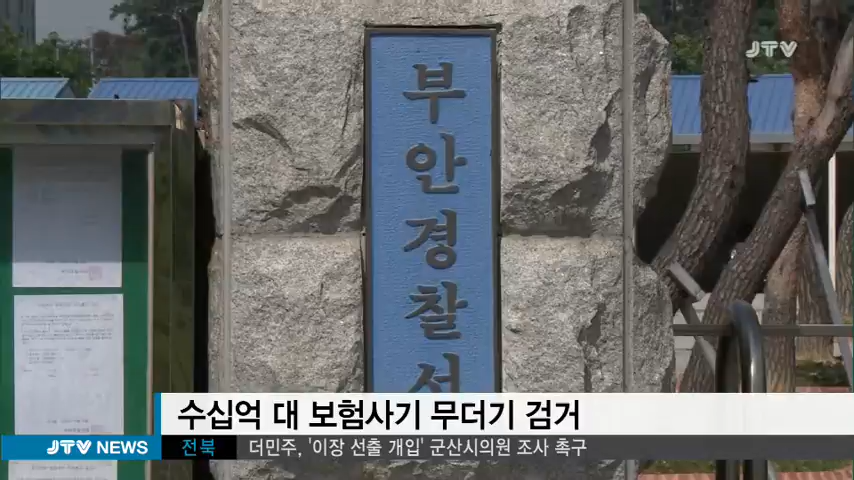 JTV
부안경찰서
수십억 대 보험사기 무더기 검거
JTV NEWS
전북 더민주, '이장 선출 개입' 군산시의원 조사 촉구